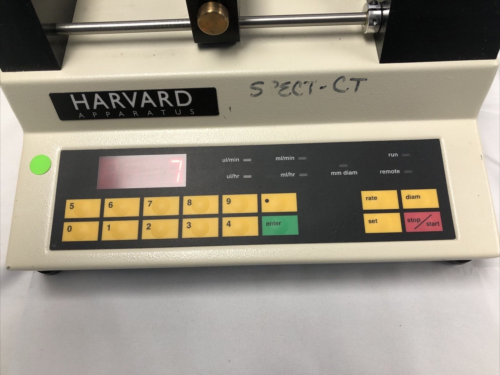 HARVARD
APPARATUS
SPECT-CT
7
ul/min
ml/min
run
ul/hr
ml/hr
mm diam
remote
5 6 7 8 9 •
rate diam
0 1 2 3 4 enter
set stop/start